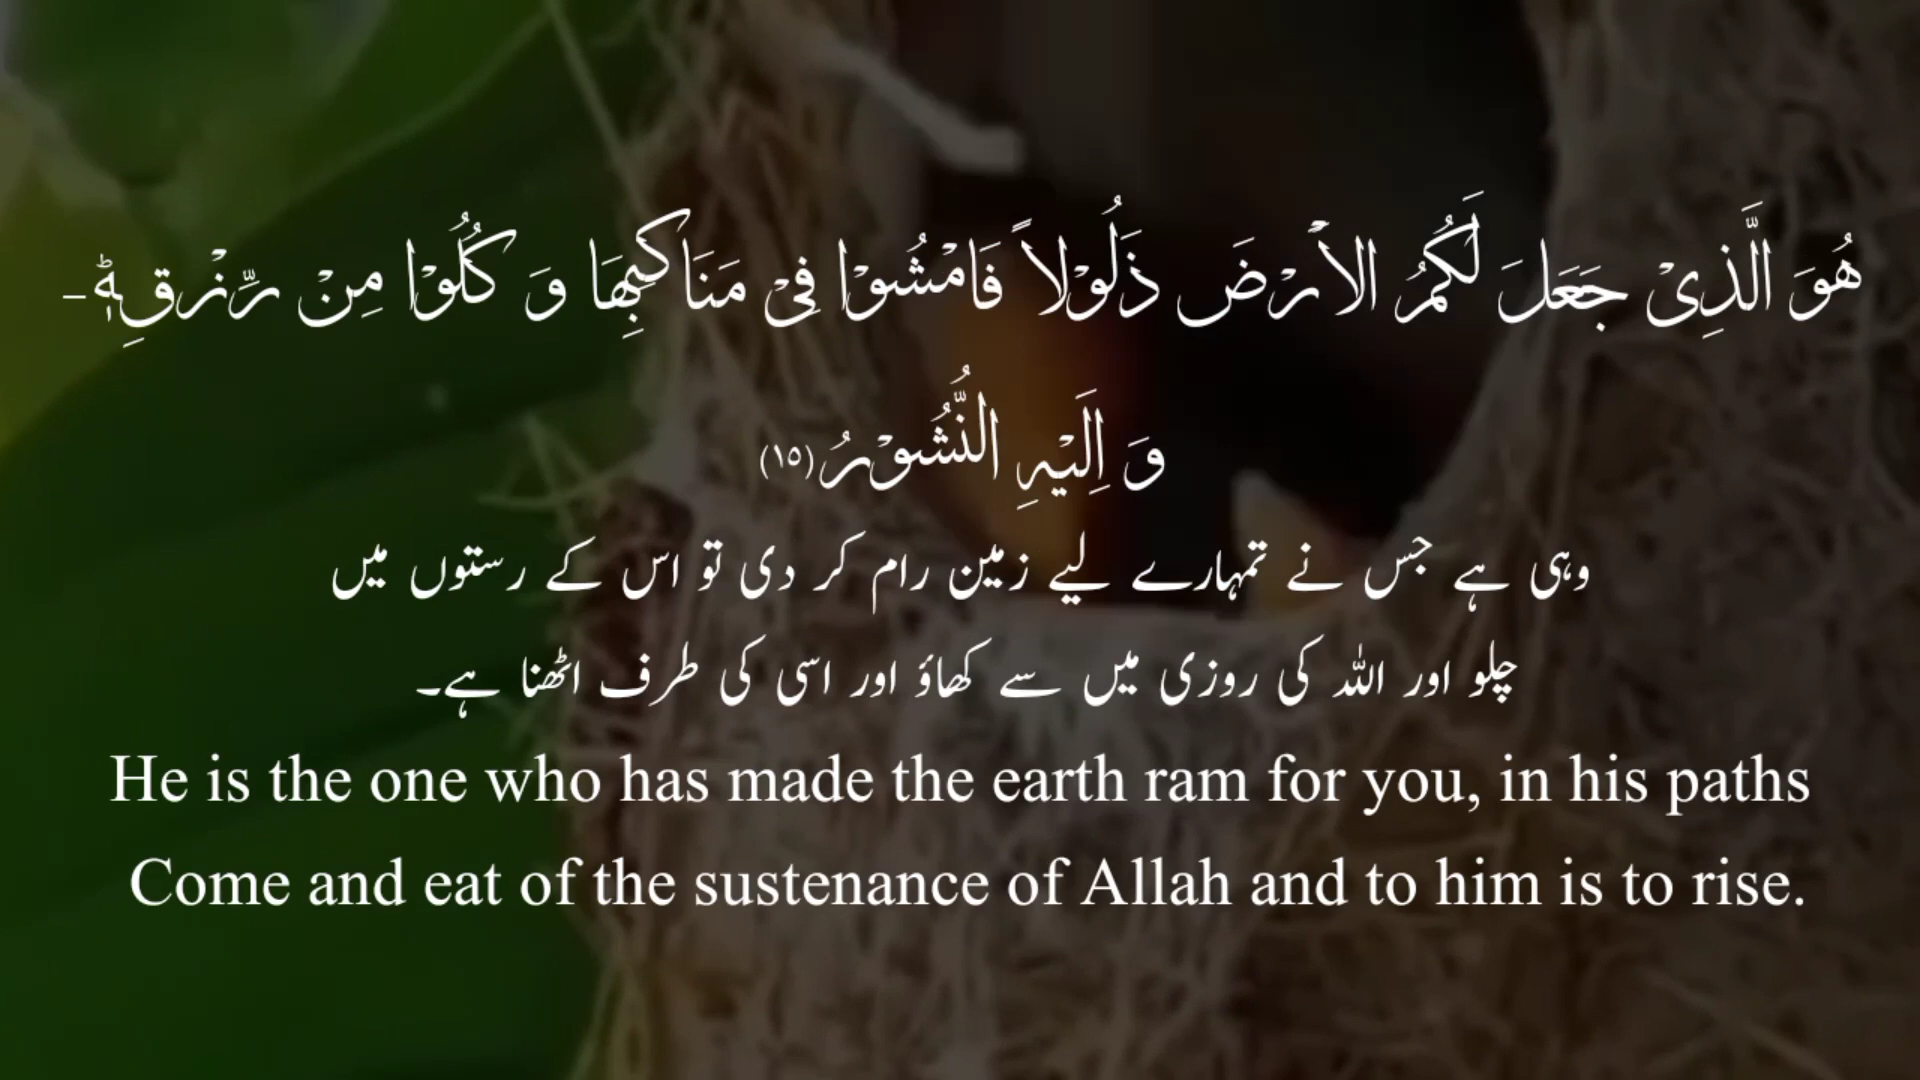 هُوَ الَّذِیْ جَعَلَ لَكُمُ الْاَرْضَ ذَلُوْلًا فَامْشُوْا فِیْ مَنَاكِبِهَا وَ كُلُوْا مِنْ رِّزْقِهٖؕ-
وَ اِلَیْهِ النُّشُوْرُ(۱۵)
وہی ہے جس نے تمہارے لیے زمین رام کر دی تو اس کے رستوں میں
چلو اور اللہ کی روزی میں سے کھاؤ اور اسی کی طرف اٹھنا ہے۔
He is the one who has made the earth ram for you, in his paths
Come and eat of the sustenance of Allah and to him is to rise.